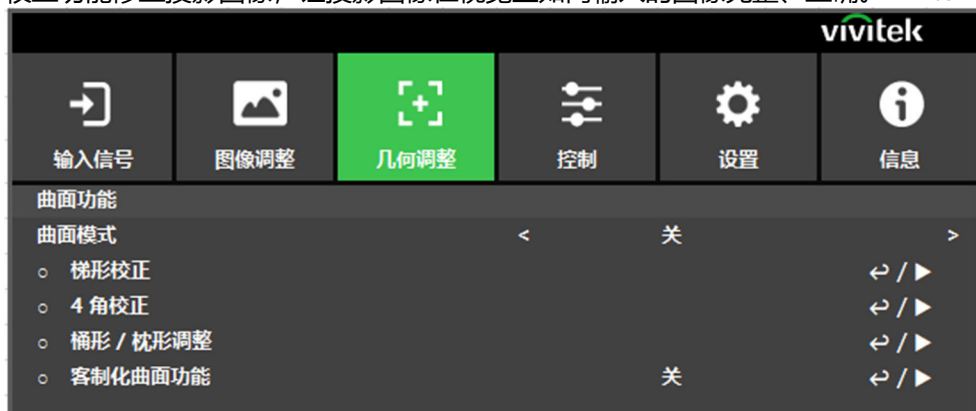 vivitek
输入信号 图像调整 几何调整 控制 设置 信息
曲面功能
曲面模式 < 关 >
○ 梯形校正 ↵ / ▶
○ 4 角校正 ↵ / ▶
○ 桶形 / 枕形调整 ↵ / ▶
○ 客制化曲面功能 关 ↵ / ▶